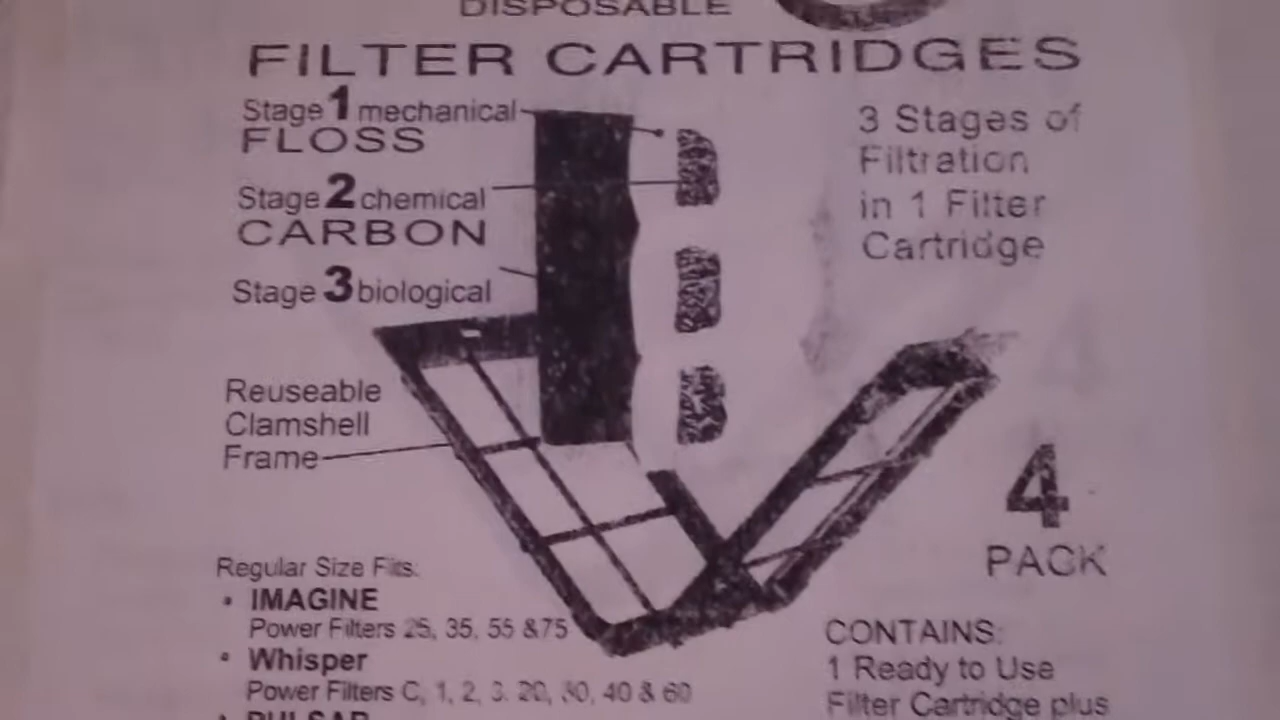 DISPOSABLE
FILTER CARTRIDGES
Stage 1 mechanical
FLOSS
Stage 2 chemical
CARBON
Stage 3 biological
3 Stages of
Filtration
in 1 Filter
Cartridge
Reuseable
Clamshell
Frame
4
PACK
Regular Size Fits:
• IMAGINE
Power Filters 25, 35, 55 &75
• Whisper
Power Filters C, 1, 2, 3. 20, 30, 40 & 60
• PULSAR
CONTAINS:
1 Ready to Use
Filter Cartridge plus